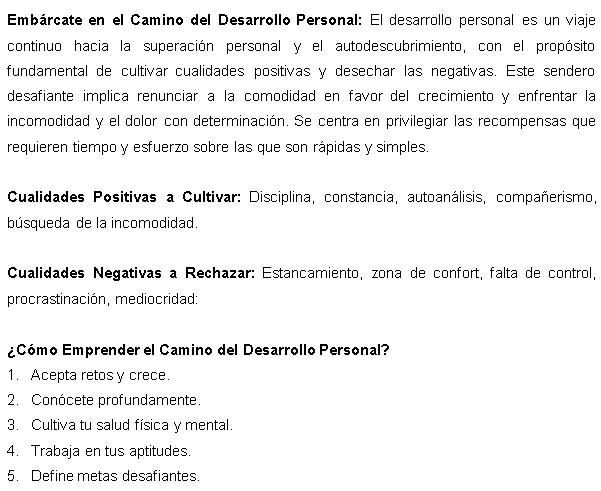 Embárcate en el Camino del Desarrollo Personal: El desarrollo personal es un viaje
continuo hacia la superación personal y el autodescubrimiento, con el propósito
fundamental de cultivar cualidades positivas y desechar las negativas. Este sendero
desafiante implica renunciar a la comodidad en favor del crecimiento y enfrentar la
incomodidad y el dolor con determinación. Se centra en privilegiar las recompensas que
requieren tiempo y esfuerzo sobre las que son rápidas y simples.
Cualidades Positivas a Cultivar: Disciplina, constancia, autoanálisis, compañerismo,
búsqueda de la incomodidad.
Cualidades Negativas a Rechazar: Estancamiento, zona de confort, falta de control,
procrastinación, mediocridad:
¿Cómo Emprender el Camino del Desarrollo Personal?
1. Acepta retos y crece.
2. Conócete profundamente.
3. Cultiva tu salud física y mental.
4. Trabaja en tus aptitudes.
5. Define metas desafiantes.